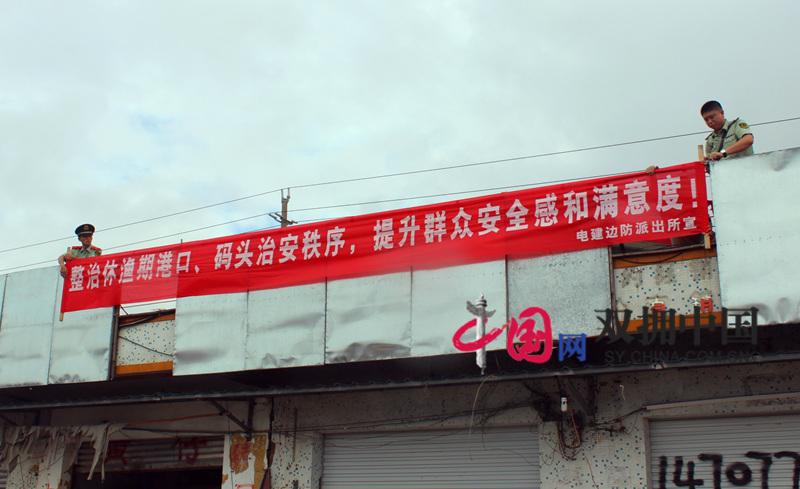 整治休渔期港口、码头治安秩序，提升群众安全感和满意度！
电建边防派出所宣
中国网 双拥中国
SY.CHINA.COM.CN
147077